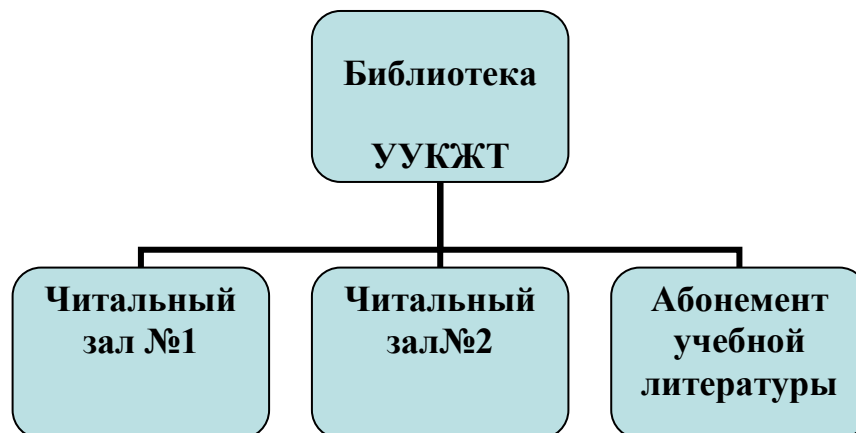 Библиотека
УУКЖТ
Читальный
зал №1
Читальный
зал№2
Абонемент
учебной
литературы